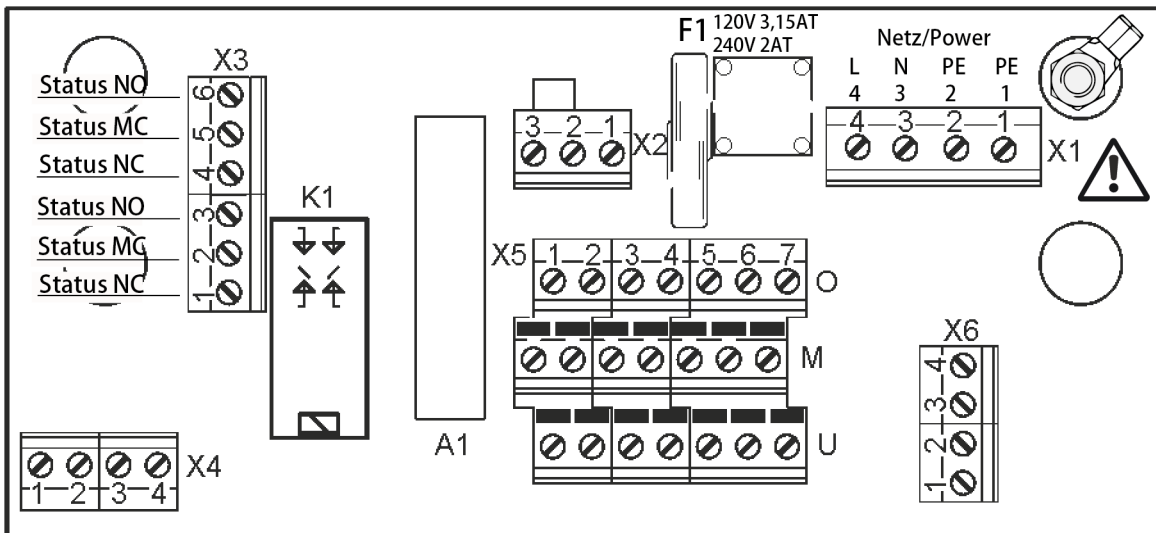 X3
Status NO
Status MC
Status NC
Status NO
Status MC
Status NC
6
5
4
3
2
1
K1
A1
X4
1 2 3 4
3 2 1
X2
F1
120V 3,15AT
240V 2AT
Netz/Power
L N PE PE
4 3 2 1
4 3 2 1
X1
X5
1 2 3 4 5 6 7
O
M
U
X6
4
3
2
1